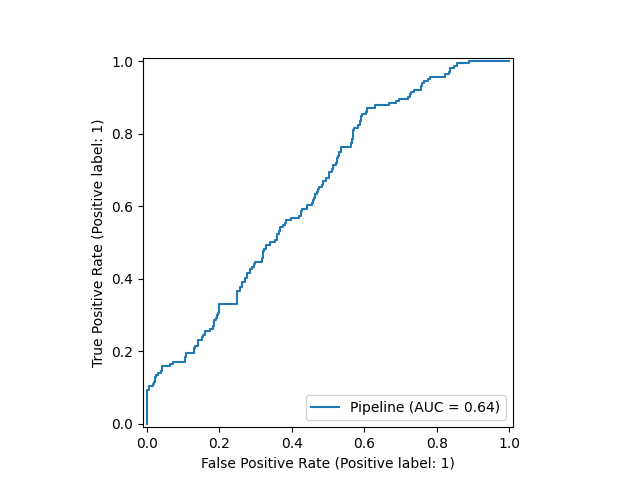 1.0
0.8
0.6
0.4
0.2
0.0
True Positive Rate (Positive label: 1)
Pipeline (AUC = 0.64)
0.0 0.2 0.4 0.6 0.8 1.0
False Positive Rate (Positive label: 1)